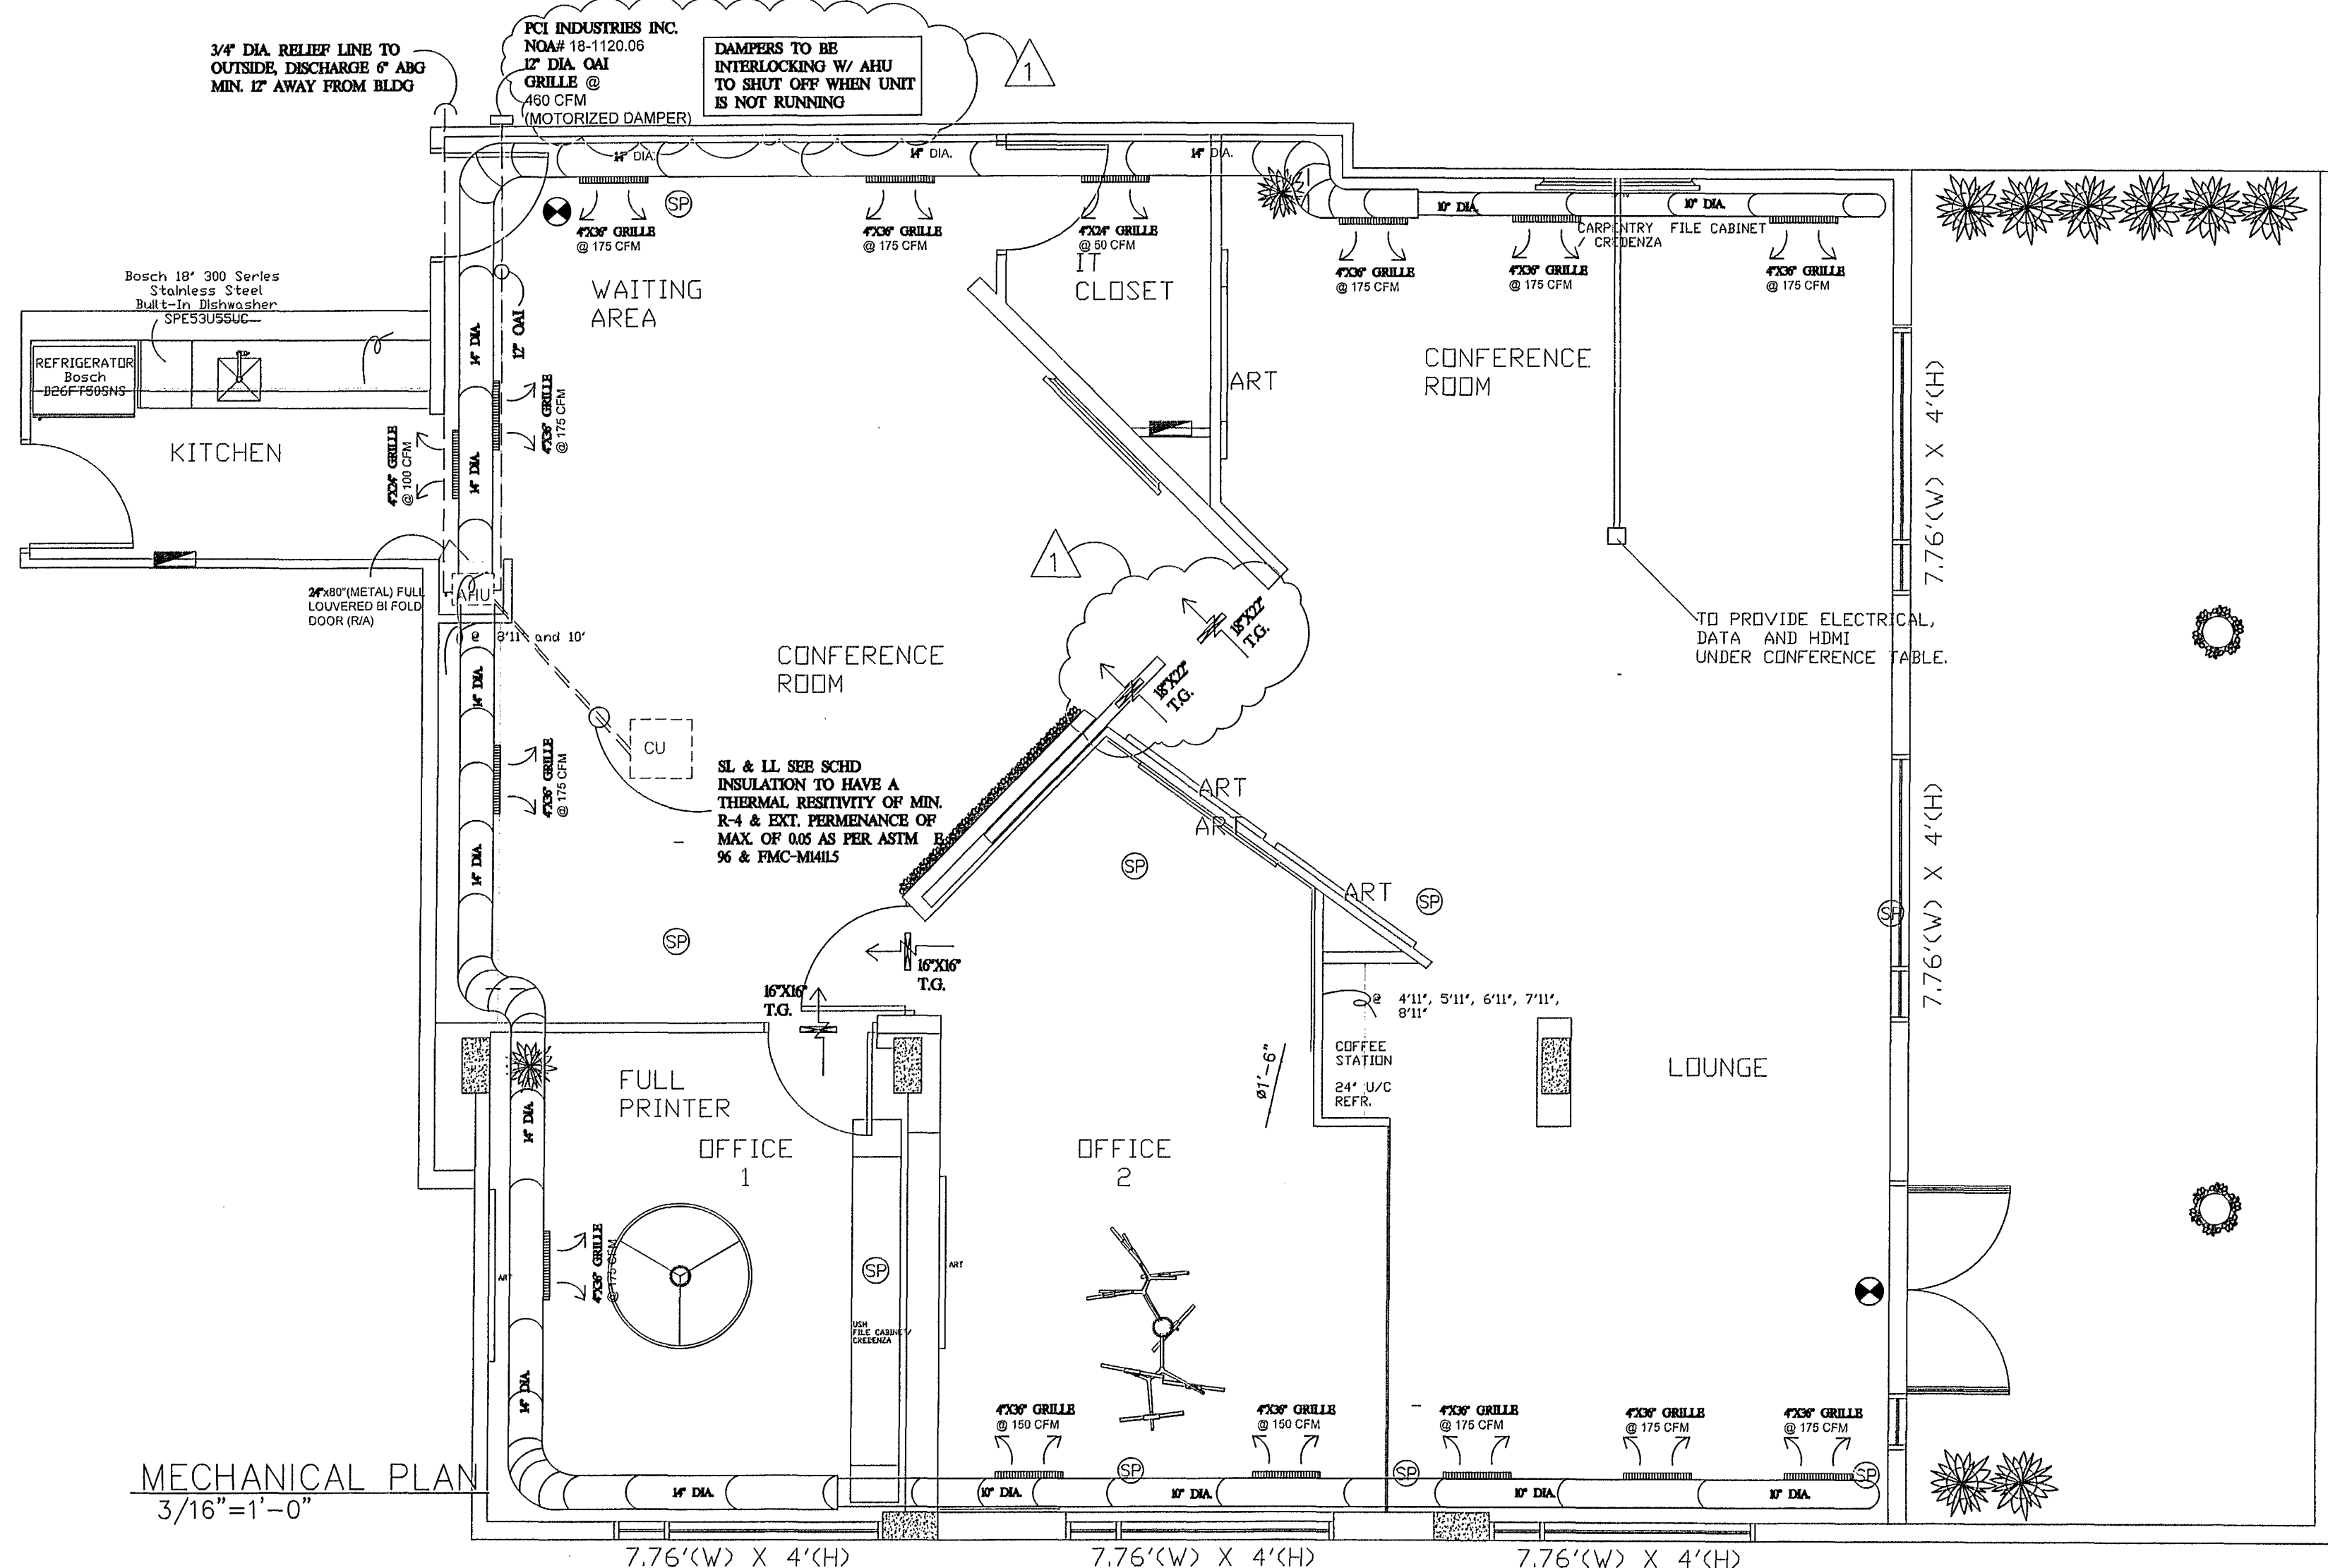 3/4" DIA. RELIEF LINE TO
OUTSIDE, DISCHARGE 6" ABG
MIN. 12" AWAY FROM BLDG
PCI INDUSTRIES INC.
NOA# 18-1120.06
12" DIA. OAI
GRILLE @
460 CFM
(MOTORIZED DAMPER)
DAMPERS TO BE
INTERLOCKING W/ AHU
TO SHUT OFF WHEN UNIT
IS NOT RUNNING
1
14" DIA.
14" DIA.
14" DIA.
SP
4"X36" GRILLE
@ 175 CFM
4"X36" GRILLE
@ 175 CFM
4"X24" GRILLE
@ 50 CFM
10" DIA.
10" DIA.
CARPENTRY
/ CREDENZA
FILE CABINET
4"X36" GRILLE
@ 175 CFM
4"X36" GRILLE
@ 175 CFM
4"X36" GRILLE
@ 175 CFM
Bosch 18" 300 Series
Stainless Steel
Built-In Dishwasher
SPE53U55UC
WAITING
AREA
IT
CLOSET
14" DIA.
12" OAI
REFRIGERATOR
Bosch
B26FT50SNS
CONFERENCE
ROOM
ART
7.76'(W) X 4'(H)
KITCHEN
4"X24" GRILLE
@ 100 CFM
14" DIA.
4"X36" GRILLE
@ 175 CFM
24"x80"(METAL) FULL
LOUVERED BI FOLD
DOOR (R/A)
AHU
@ 8'11" and 10'
1
18"X22"
T.G.
18"X22"
T.G.
TO PROVIDE ELECTRICAL,
DATA AND HDMI
UNDER CONFERENCE TABLE.
CONFERENCE
ROOM
14" DIA.
CU
4"X36" GRILLE
@ 175 CFM
SL & LL SEE SCHD
INSULATION TO HAVE A
THERMAL RESITIVITY OF MIN.
R-4 & EXT. PERMENANCE OF
MAX. OF 0.05 AS PER ASTM E
96 & FMC-M1411.5
14" DIA.
ART
ART
ART
SP
SP
SP
SP
7.76'(W) X 4'(H)
16"X16"
T.G.
16"X16"
T.G.
@ 4'11", 5'11", 6'11", 7'11",
8'11"
COFFEE
STATION
24" U/C
REFR.
ø1'-6"
LOUNGE
FULL
PRINTER
14" DIA.
OFFICE
1
OFFICE
2
4"X36" GRILLE
@ 175 CFM
ART
SP
ART
USM
FILE CABINET/
CREDENZA
14" DIA.
4"X36" GRILLE
@ 150 CFM
4"X36" GRILLE
@ 150 CFM
4"X36" GRILLE
@ 175 CFM
4"X36" GRILLE
@ 175 CFM
4"X36" GRILLE
@ 175 CFM
SP
SP
SP
14" DIA.
10" DIA.
10" DIA.
10" DIA.
10" DIA.
MECHANICAL PLAN
3/16"=1'-0"
7.76'(W) X 4'(H)
7.76'(W) X 4'(H)
7.76'(W) X 4'(H)